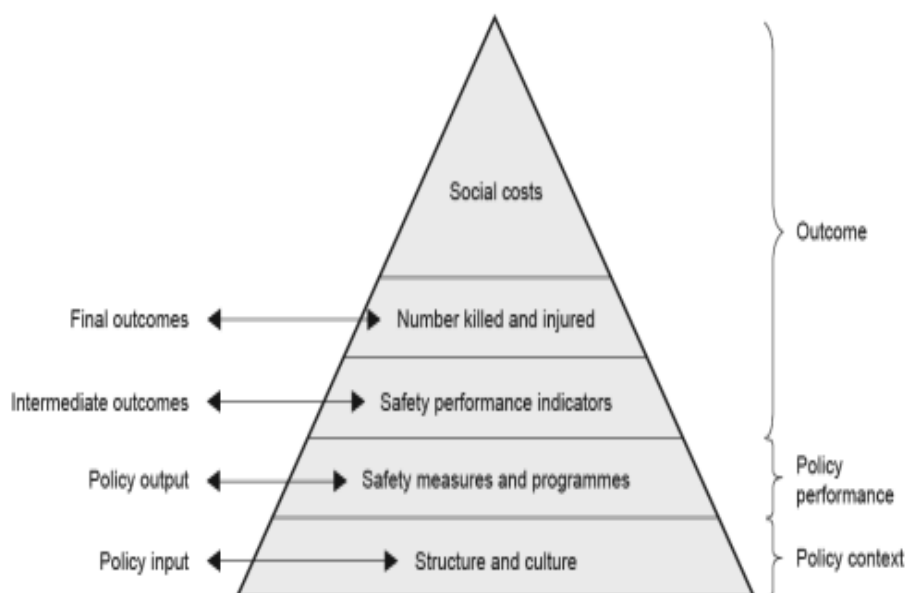 Social costs
Outcome
Final outcomes
Number killed and injured
Intermediate outcomes
Safety performance indicators
Policy output
Safety measures and programmes
Policy
performance
Policy input
Structure and culture
Policy context